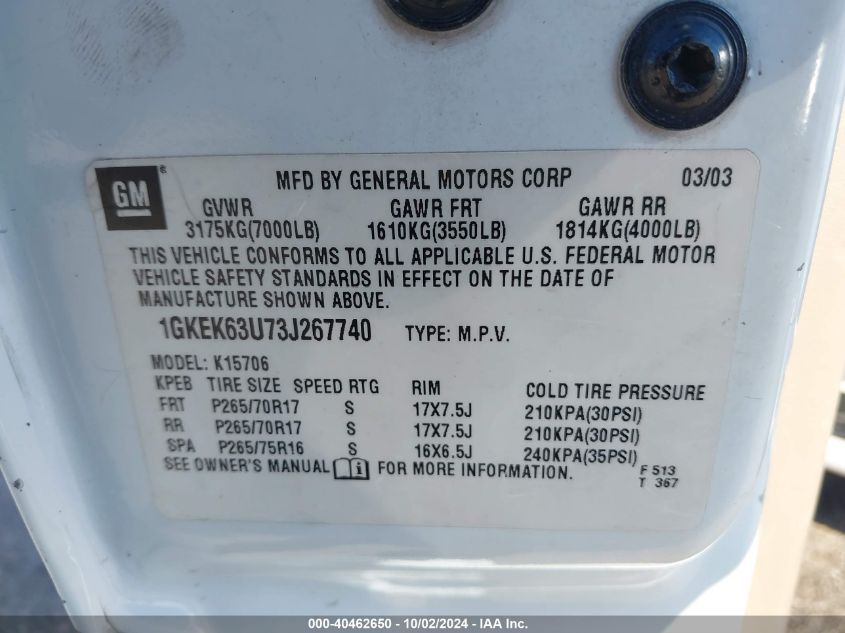 GM ®
MFD BY GENERAL MOTORS CORP 03/03
GVWR GAWR FRT GAWR RR
3175KG(7000LB) 1610KG(3550LB) 1814KG(4000LB)
THIS VEHICLE CONFORMS TO ALL APPLICABLE U.S. FEDERAL MOTOR
VEHICLE SAFETY STANDARDS IN EFFECT ON THE DATE OF
MANUFACTURE SHOWN ABOVE.
1GKEK63U73J267740 TYPE: M.P.V.
MODEL: K15706
KPEB TIRE SIZE SPEED RTG RIM COLD TIRE PRESSURE
FRT P265/70R17 S 17X7.5J 210KPA(30PSI)
RR P265/70R17 S 17X7.5J 210KPA(30PSI)
SPA P265/75R16 S 16X6.5J 240KPA(35PSI)
SEE OWNER'S MANUAL i FOR MORE INFORMATION.
F 513
T 367
000-40462650 - 10/02/2024 - IAA Inc.